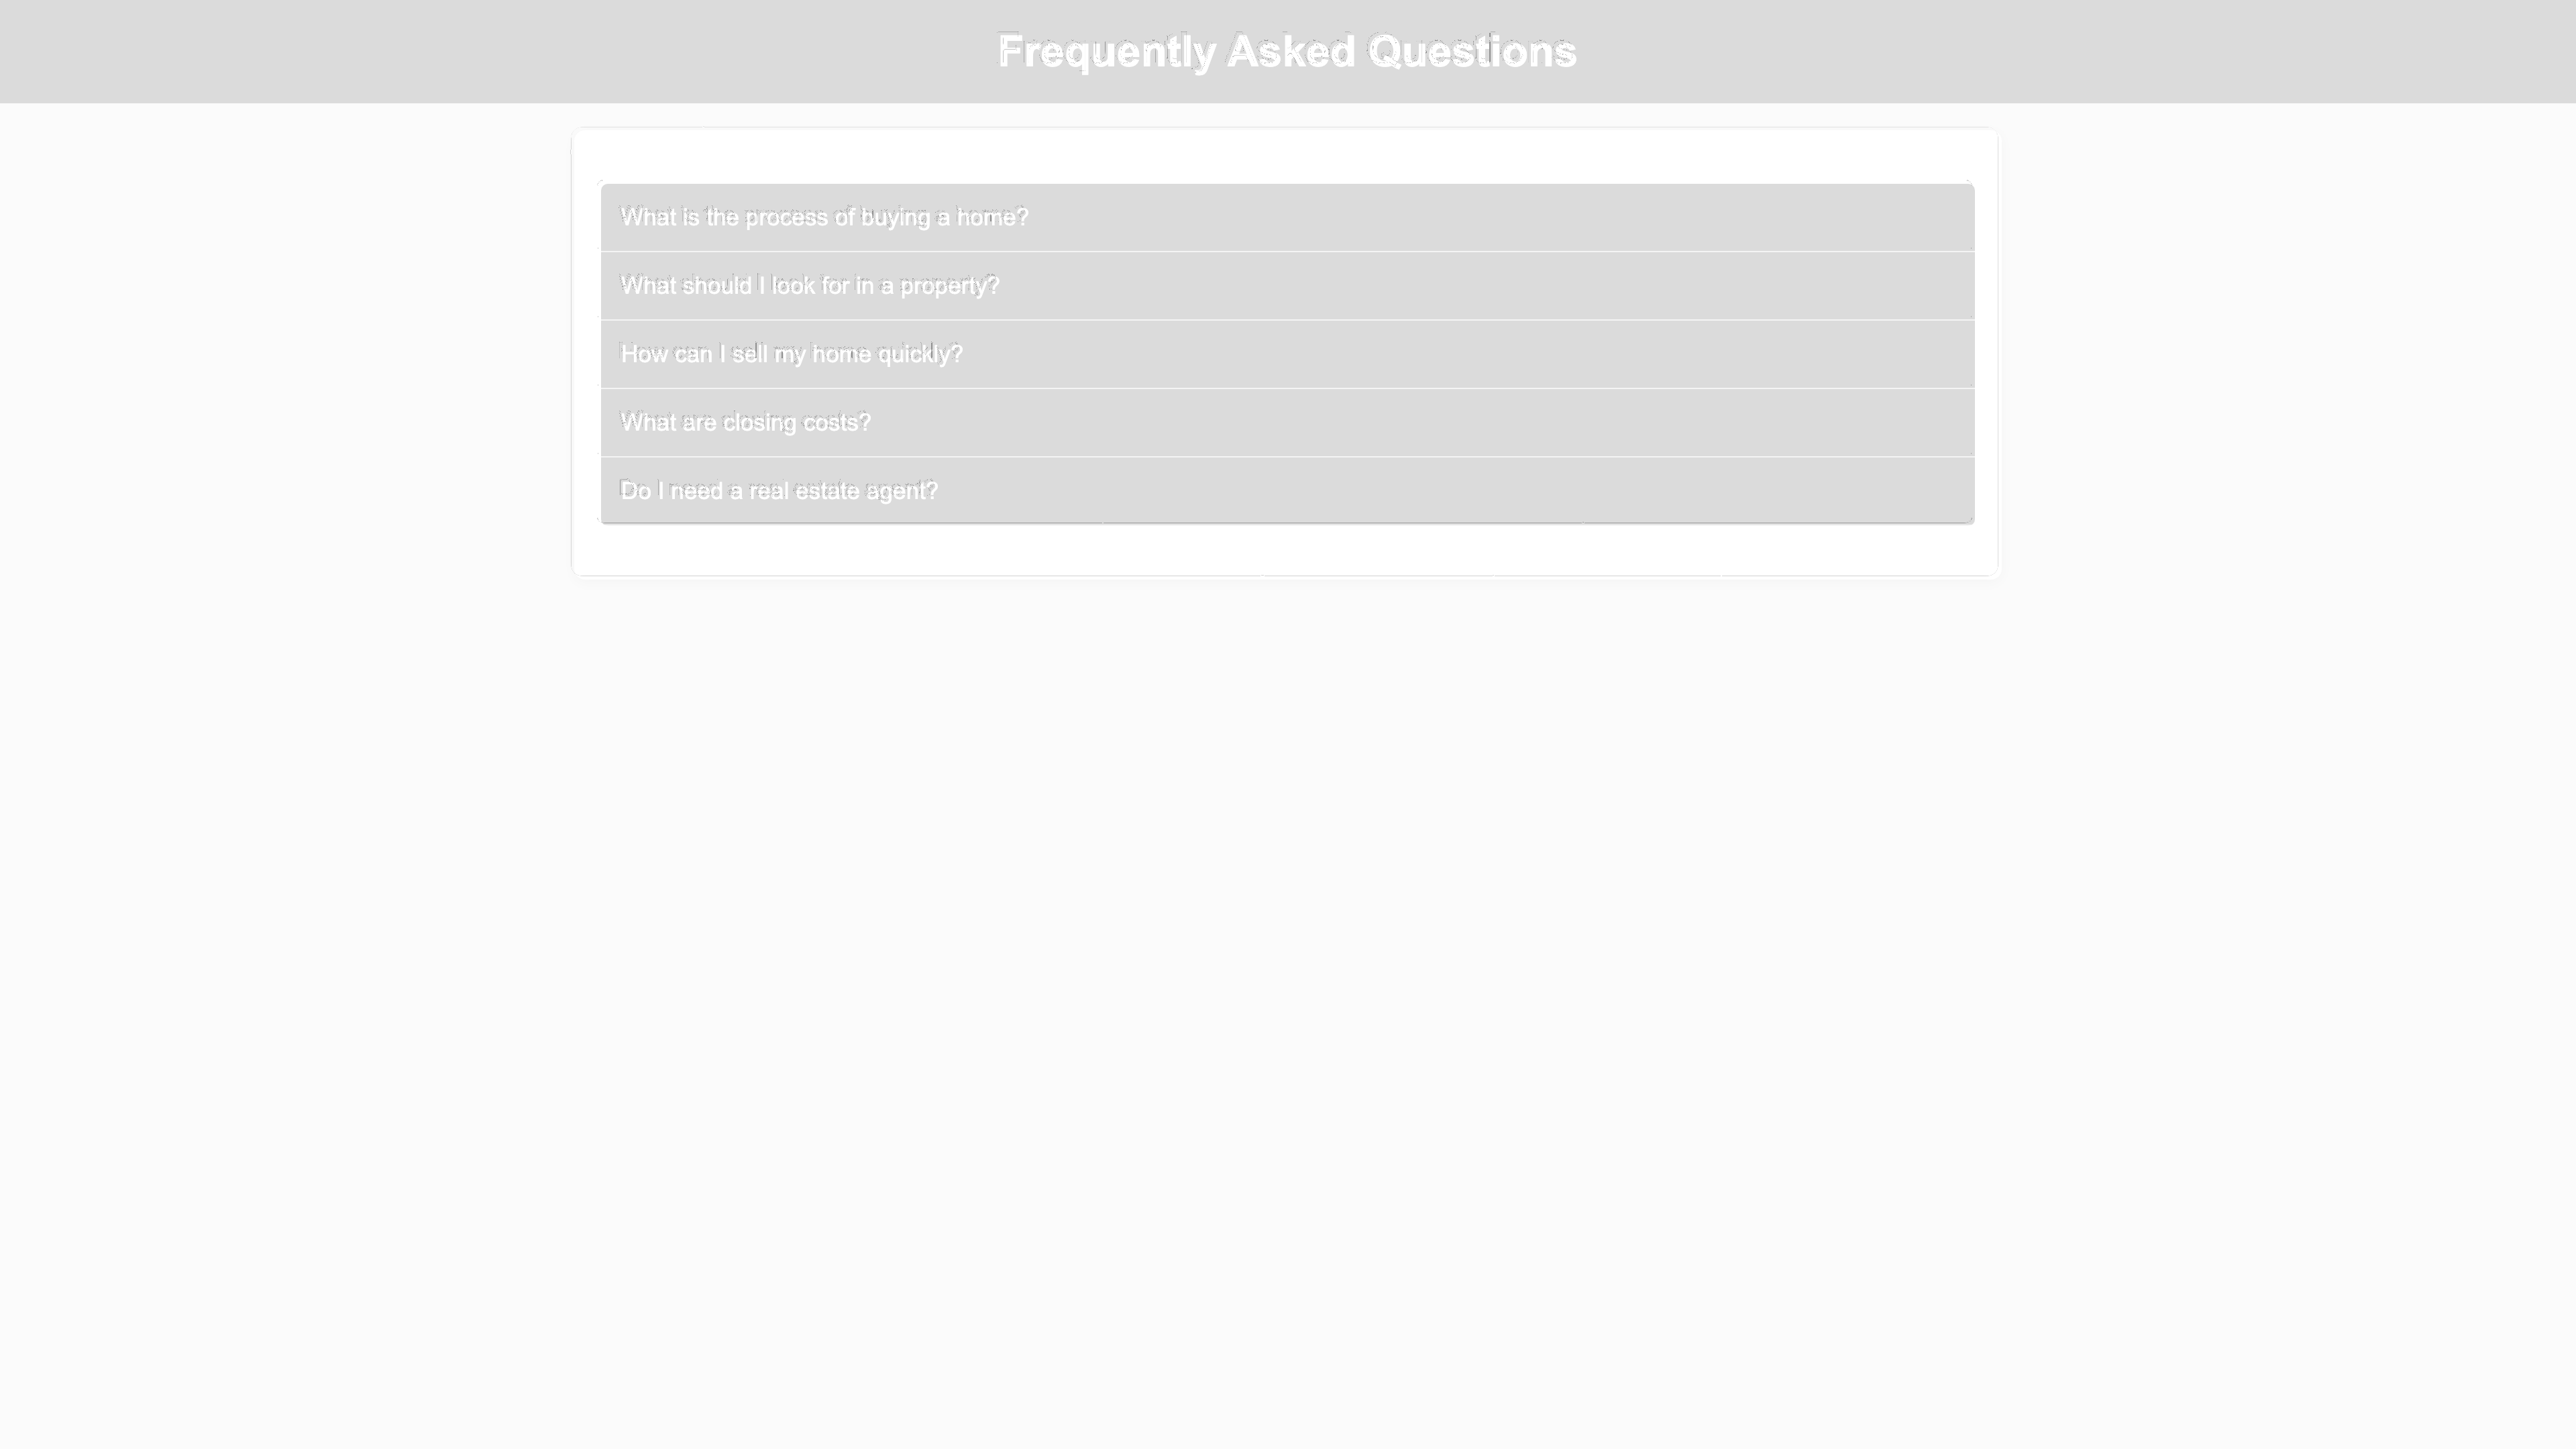 Frequently Asked Questions
What is the process of buying a home?
What should I look for in a property?
How can I sell my home quickly?
What are closing costs?
Do I need a real estate agent?